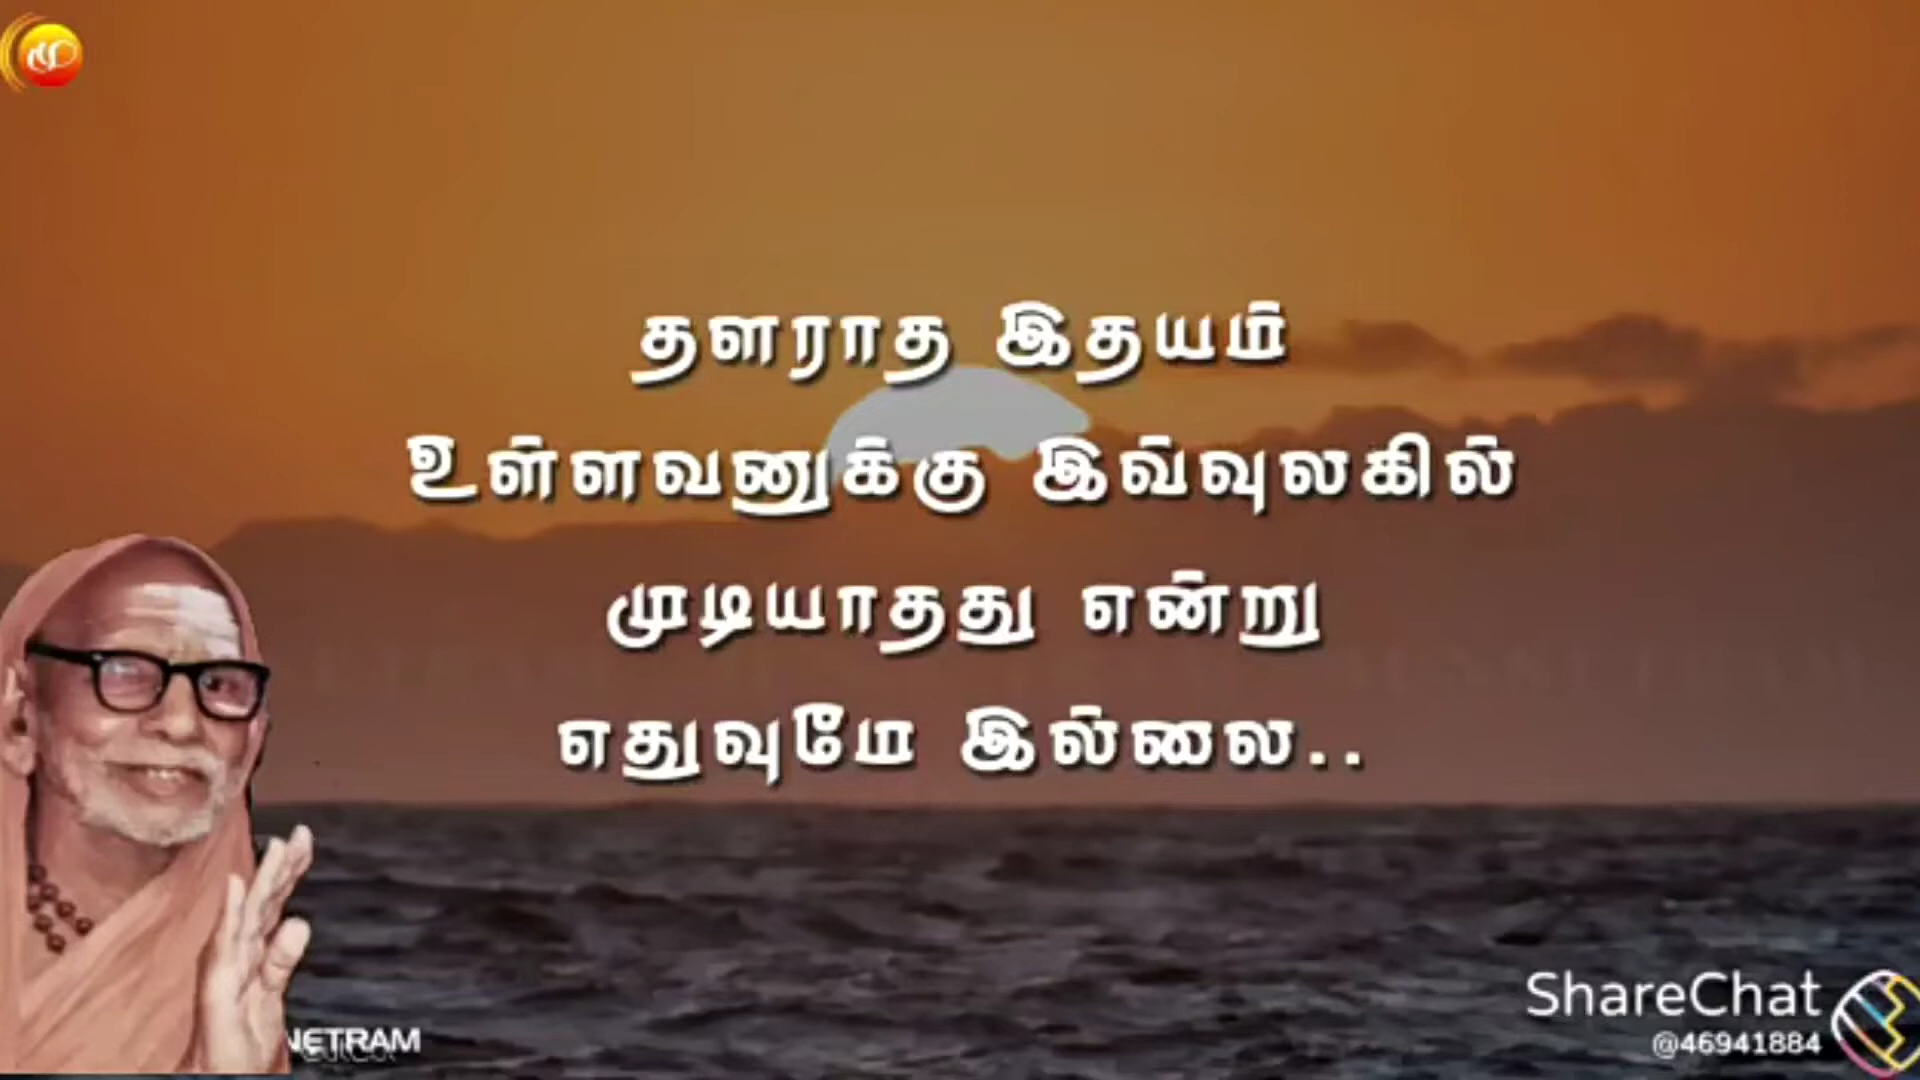 தளராத இதயம்
உள்ளவனுக்கு இவ்வுலகில்
முடியாதது என்று
எதுவுமே இல்லை..
NETRAM
ShareChat
@46941884